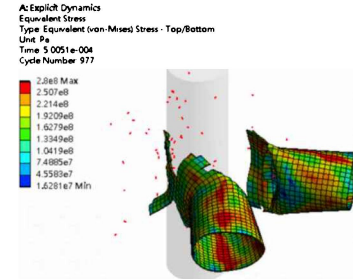 A: Explicit Dynamics
Equivalent Stress
Type: Equivalent (von-Mises) Stress - Top/Bottom
Unit: Pa
Time: 5.0051e-004
Cycle Number: 977
2.8e8 Max
2.507e8
2.214e8
1.9209e8
1.6279e8
1.3349e8
1.0419e8
7.4885e7
4.5583e7
1.6281e7 Min